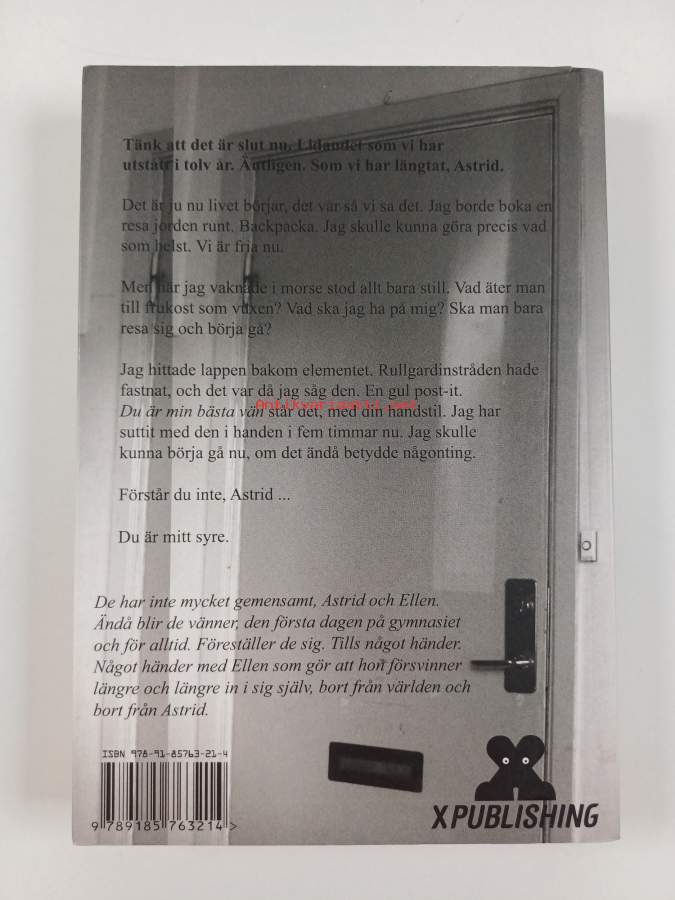 Tänk att det är slut nu. Lidandet som vi har
utstått i tolv år. Äntligen. Som vi har längtat, Astrid.
Det är ju nu livet börjar, det var så vi sa det. Jag borde boka en
resa jorden runt. Backpacka. Jag skulle kunna göra precis vad
som helst. Vi är fria nu.
Men när jag vaknade i morse stod allt bara still. Vad äter man
till frukost som vuxen? Vad ska jag ha på mig? Ska man bara
resa sig och börja gå?
Jag hittade lappen bakom elementet. Rullgardinstråden hade
fastnat, och det var då jag såg den. En gul post-it.
Antikvariaatti.net
Du är min bästa vän står det, med din handstil. Jag har
suttit med den i handen i fem timmar nu. Jag skulle
kunna börja gå nu, om det ändå betydde någonting.
Förstår du inte, Astrid ...
Du är mitt syre.
De har inte mycket gemensamt, Astrid och Ellen.
Ändå blir de vänner, den första dagen på gymnasiet
och för alltid. Föreställer de sig. Tills något händer.
Något händer med Ellen som gör att hon försvinner
längre och längre in i sig själv, bort från världen och
bort från Astrid.
ISBN 978-91-85763-21-4
9 789185 763214 >
X PUBLISHING